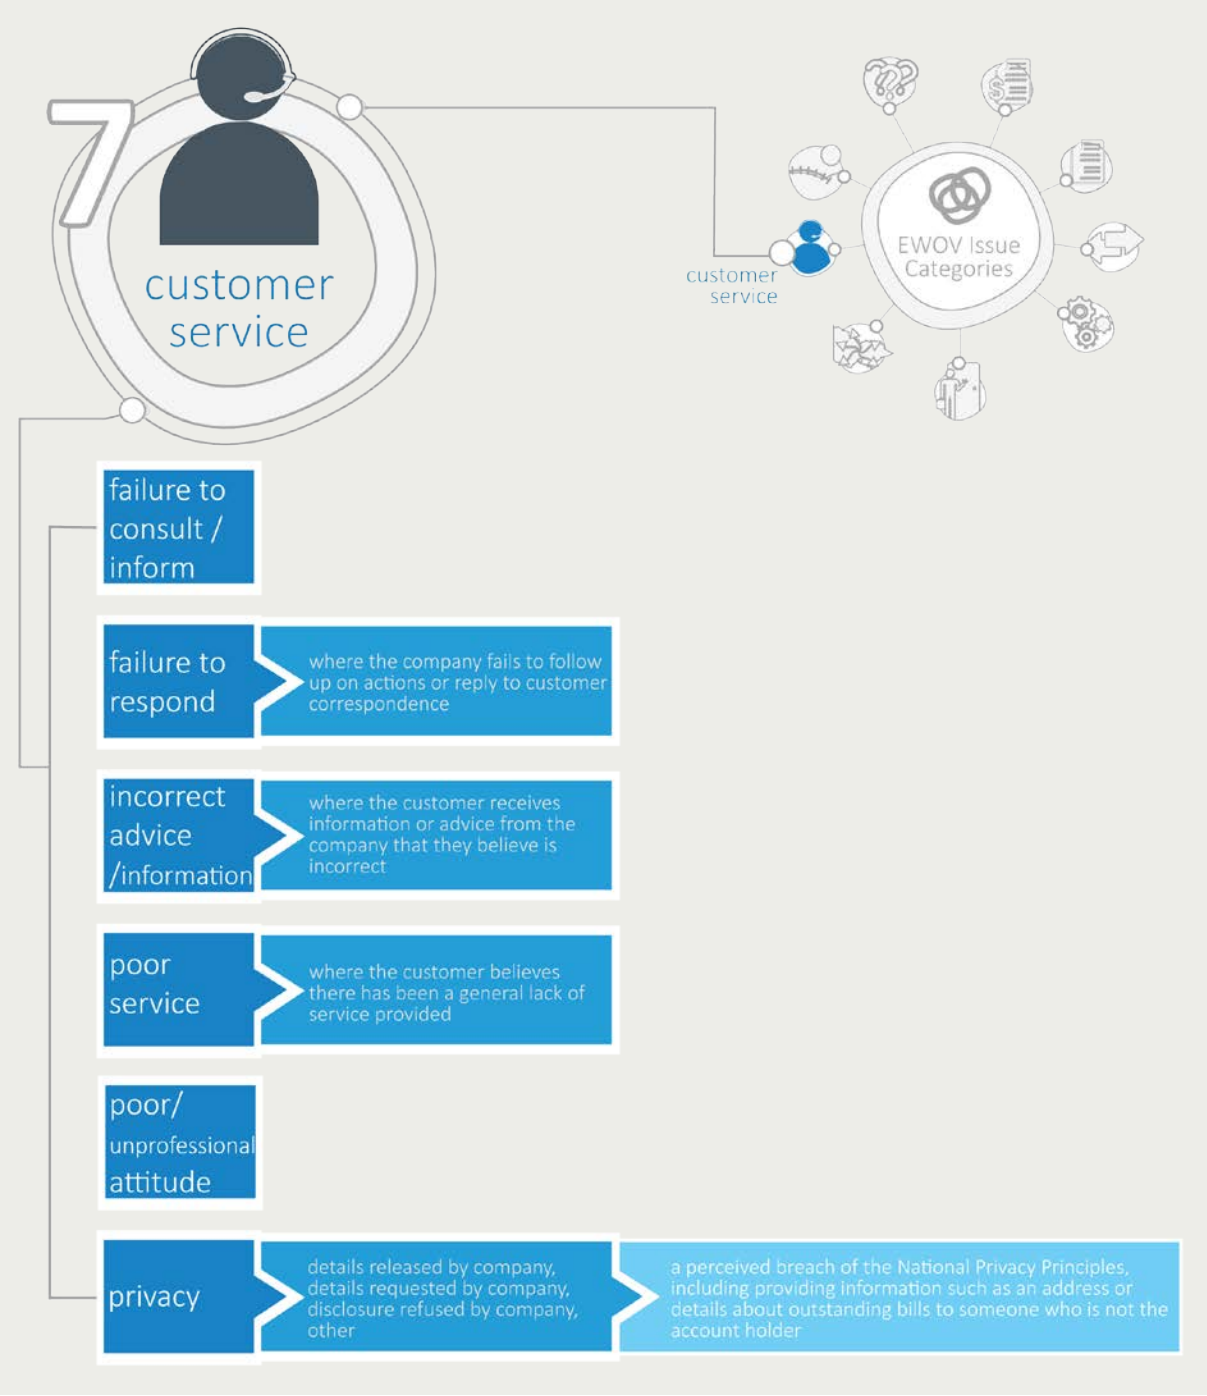 7
customer
service
EWOV Issue
Categories
customer
service
failure to
consult /
inform
failure to
respond
where the company fails to follow
up on actions or reply to customer
correspondence
incorrect
advice
/information
where the customer receives
information or advice from the
company that they believe is
incorrect
poor
service
where the customer believes
there has been a general lack of
service provided
poor/
unprofessional
attitude
privacy
details released by company,
details requested by company,
disclosure refused by company,
other
a perceived breach of the National Privacy Principles,
including providing information such as an address or
details about outstanding bills to someone who is not the
account holder